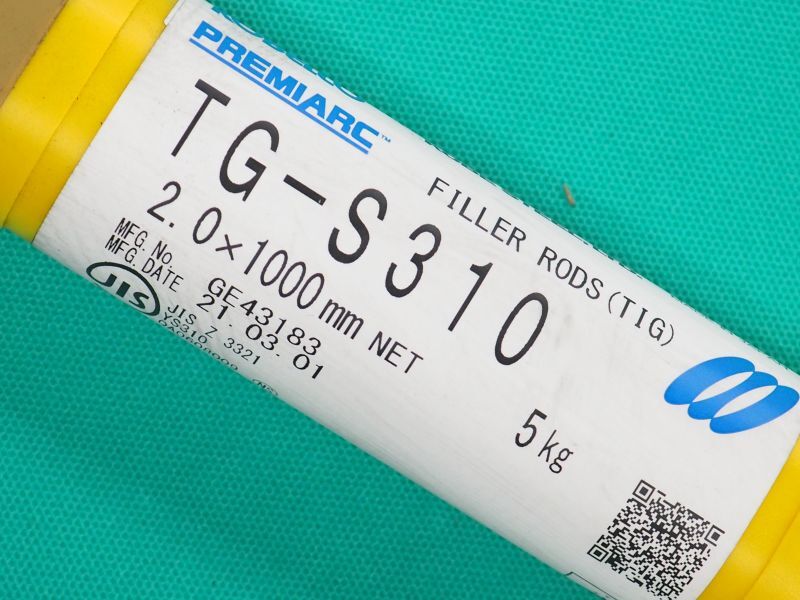 PREMIARC™
TG-S310
FILLER RODS (TIG)
2.0×1000mm NET 5kg
MFG. No. GE43183
MFG. DATE 21.03.01
JIS
JIS Z 3321
YS310